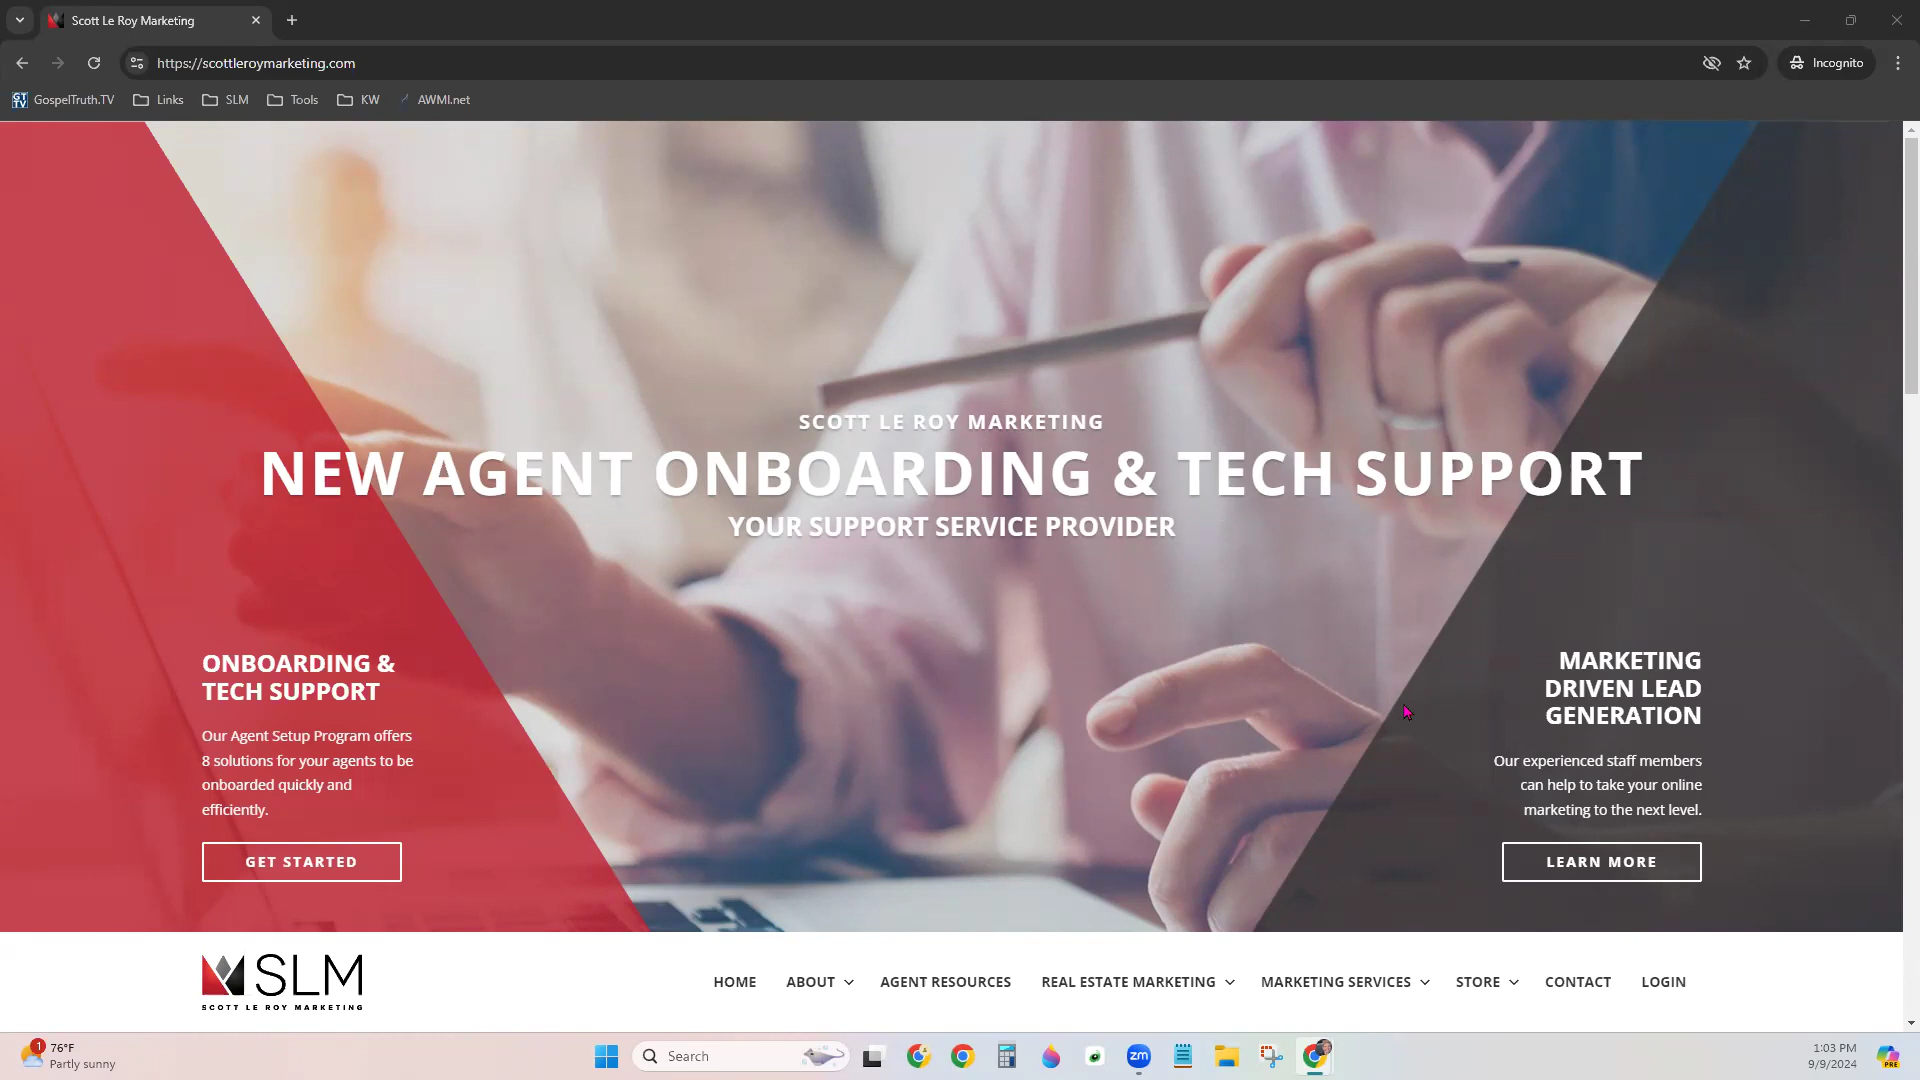 Scott Le Roy Marketing
https://scottleroymarketing.com
Incognito
GospelTruth.TV
Links
SLM
Tools
KW
AWMI.net
SCOTT LE ROY MARKETING
NEW AGENT ONBOARDING & TECH SUPPORT
YOUR SUPPORT SERVICE PROVIDER
ONBOARDING &
TECH SUPPORT
Our Agent Setup Program offers
8 solutions for your agents to be
onboarded quickly and
efficiently.
GET STARTED
MARKETING
DRIVEN LEAD
GENERATION
Our experienced staff members
can help to take your online
marketing to the next level.
LEARN MORE
SLM
SCOTT LE ROY MARKETING
HOME
ABOUT
AGENT RESOURCES
REAL ESTATE MARKETING
MARKETING SERVICES
STORE
CONTACT
LOGIN
1
76°F
Partly sunny
Search
zm
1:03 PM
9/9/2024
PRE